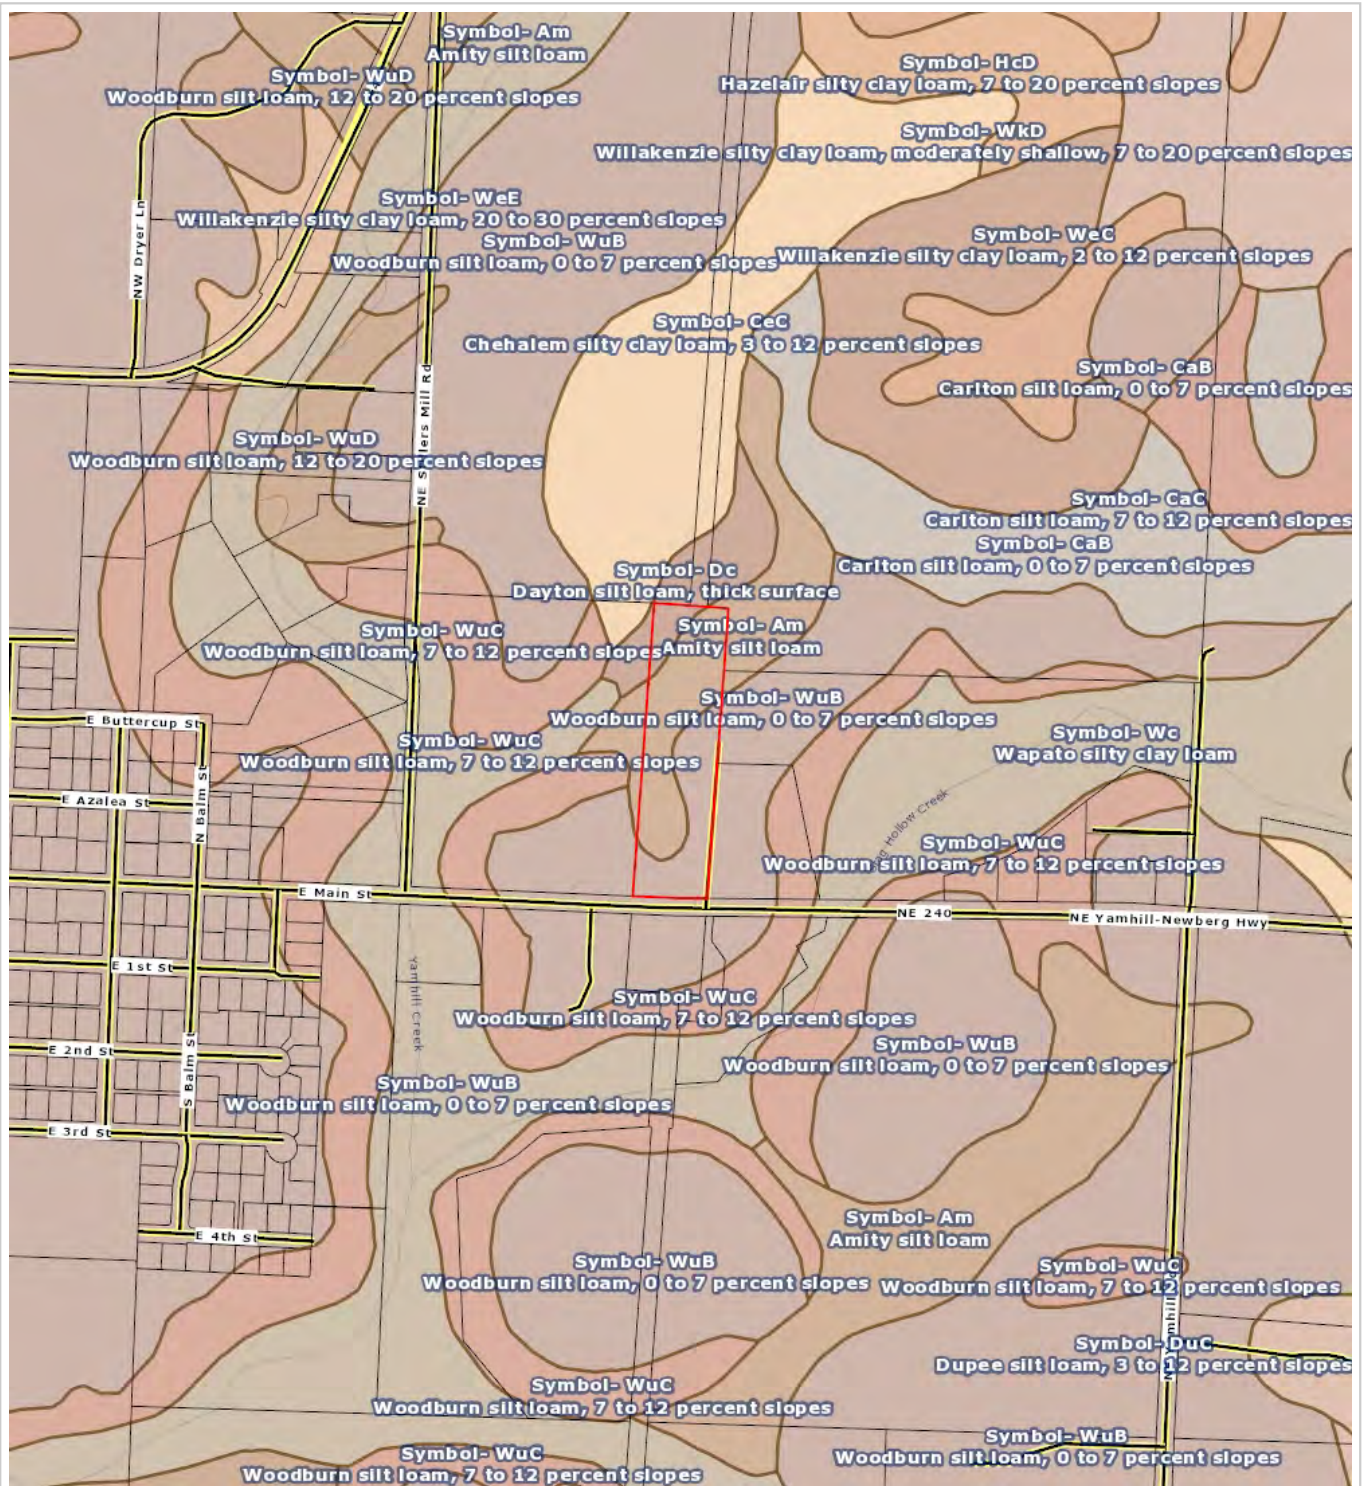 Symbol- Am
Amity silt loam
Symbol- WuD
Woodburn silt loam, 12 to 20 percent slopes
Symbol- HcD
Hazelair silty clay loam, 7 to 20 percent slopes
Symbol- WkD
Willakenzie silty clay loam, moderately shallow, 7 to 20 percent slopes
Symbol- WeE
Willakenzie silty clay loam, 20 to 30 percent slopes
NW Dryer Ln
Symbol- WuB
Woodburn silt loam, 0 to 7 percent slopes
Symbol- WeC
Willakenzie silty clay loam, 2 to 12 percent slopes
Symbol- CeC
Chehalem silty clay loam, 3 to 12 percent slopes
Symbol- CaB
Carlton silt loam, 0 to 7 percent slopes
Symbol- WuD
Woodburn silt loam, 12 to 20 percent slopes
Mill Rd
Symbol- CaC
Carlton silt loam, 7 to 12 percent slopes
Symbol- CaB
Carlton silt loam, 0 to 7 percent slopes
Symbol- Dc
Dayton silt loam, thick surface
Symbol- Am
Amity silt loam
Symbol- WuC
Woodburn silt loam, 7 to 12 percent slopes
Symbol- WuB
Woodburn silt loam, 0 to 7 percent slopes
E Buttercup St
Symbol- WuC
Woodburn silt loam, 7 to 12 percent slopes
Symbol- Wc
Wapato silty clay loam
E Azalea St
N Balm St
Hollow Creek
Symbol- WuC
Woodburn silt loam, 7 to 12 percent slopes
E Main St
NE 240
NE Yamhill-Newberg Hwy
E 1st St
Yamhill Creek
Symbol- WuC
Woodburn silt loam, 7 to 12 percent slopes
E 2nd St
S Balm St
Symbol- WuB
Woodburn silt loam, 0 to 7 percent slopes
Symbol- WuB
Woodburn silt loam, 0 to 7 percent slopes
E 3rd St
E 4th St
Symbol- Am
Amity silt loam
Symbol- WuB
Woodburn silt loam, 0 to 7 percent slopes
Symbol- WuC
Woodburn silt loam, 7 to 12 percent slopes
Symbol- DuC
Dupee silt loam, 3 to 12 percent slopes
Symbol- WuC
Woodburn silt loam, 7 to 12 percent slopes
Symbol- WuB
Woodburn silt loam, 0 to 7 percent slopes
Symbol- WuC
Woodburn silt loam, 7 to 12 percent slopes